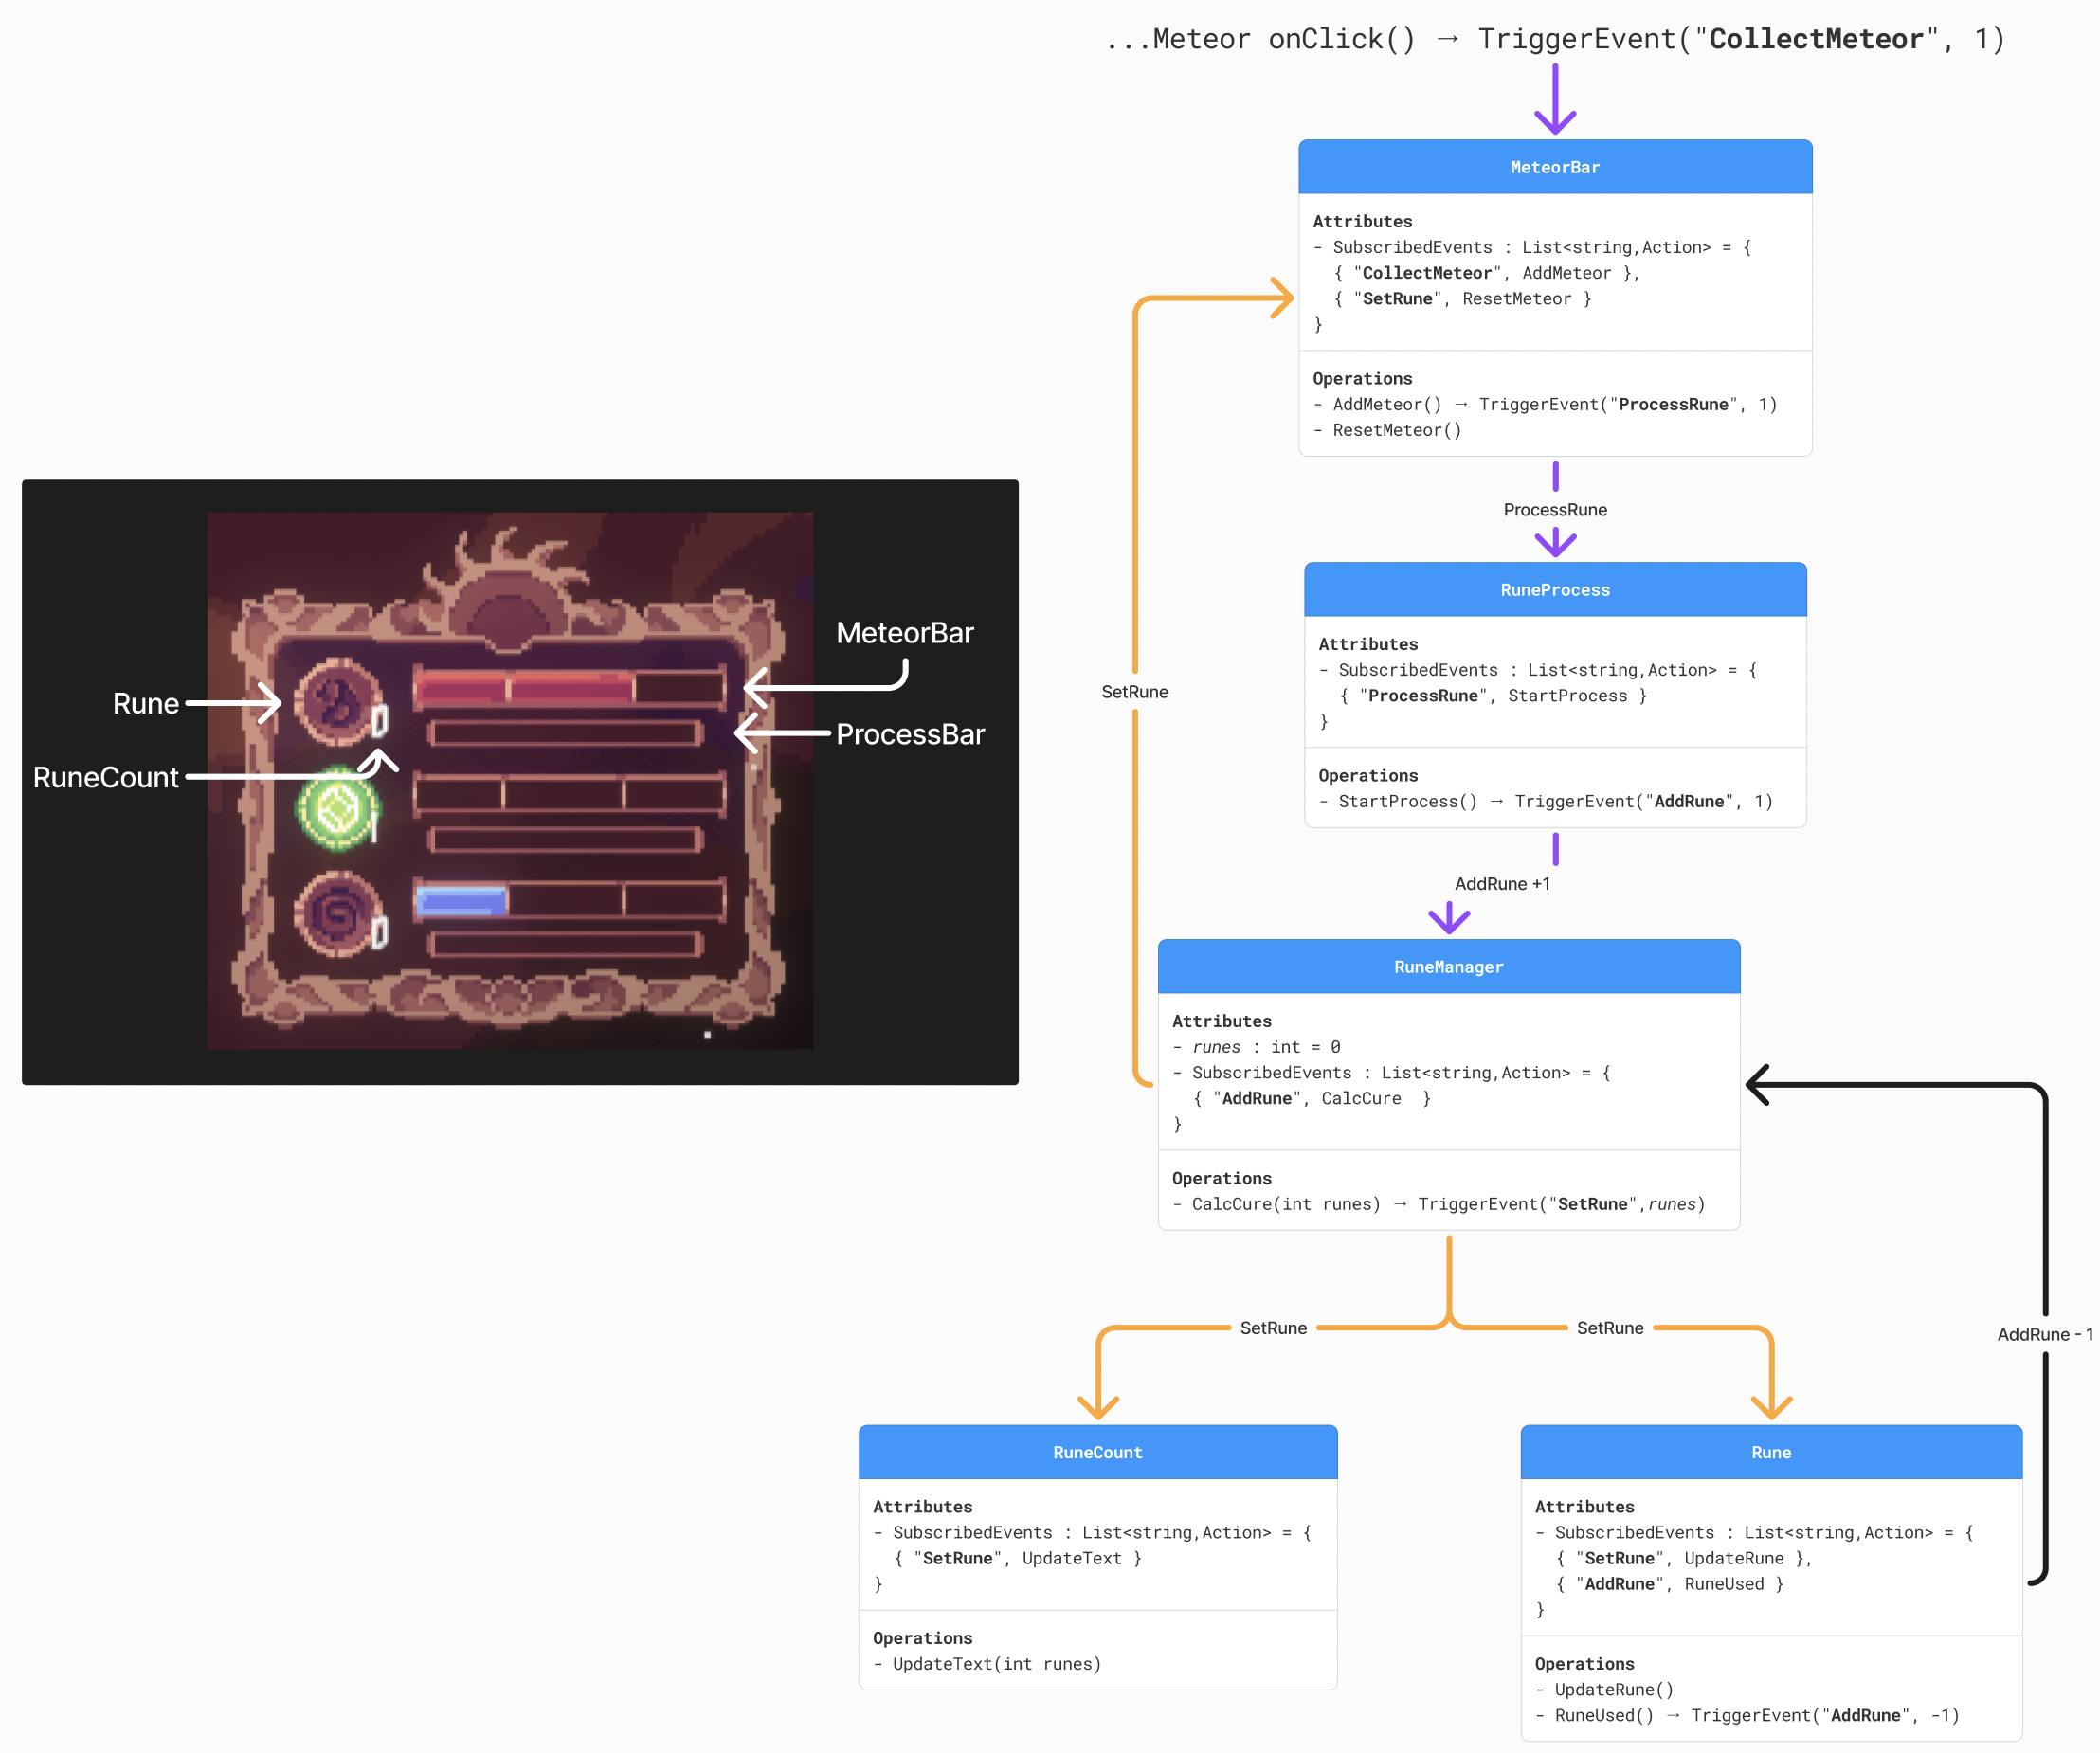 ...Meteor onClick() → TriggerEvent("CollectMeteor", 1)
MeteorBar
Attributes
- SubscribedEvents : List<string,Action> = {
{ "CollectMeteor", AddMeteor },
{ "SetRune", ResetMeteor }
}
Operations
- AddMeteor() → TriggerEvent("ProcessRune", 1)
- ResetMeteor()
ProcessRune
RuneProcess
Attributes
- SubscribedEvents : List<string,Action> = {
{ "ProcessRune", StartProcess }
}
Operations
- StartProcess() → TriggerEvent("AddRune", 1)
MeteorBar
Rune
ProcessBar
RuneCount
0
1
0
SetRune
AddRune +1
RuneManager
Attributes
- runes : int = 0
- SubscribedEvents : List<string,Action> = {
{ "AddRune", CalcCure  }
}
Operations
- CalcCure(int runes) → TriggerEvent("SetRune",runes)
SetRune
SetRune
AddRune - 1
RuneCount
Attributes
- SubscribedEvents : List<string,Action> = {
{ "SetRune", UpdateText }
}
Operations
- UpdateText(int runes)
Rune
Attributes
- SubscribedEvents : List<string,Action> = {
{ "SetRune", UpdateRune },
{ "AddRune", RuneUsed }
}
Operations
- UpdateRune()
- RuneUsed() → TriggerEvent("AddRune", -1)